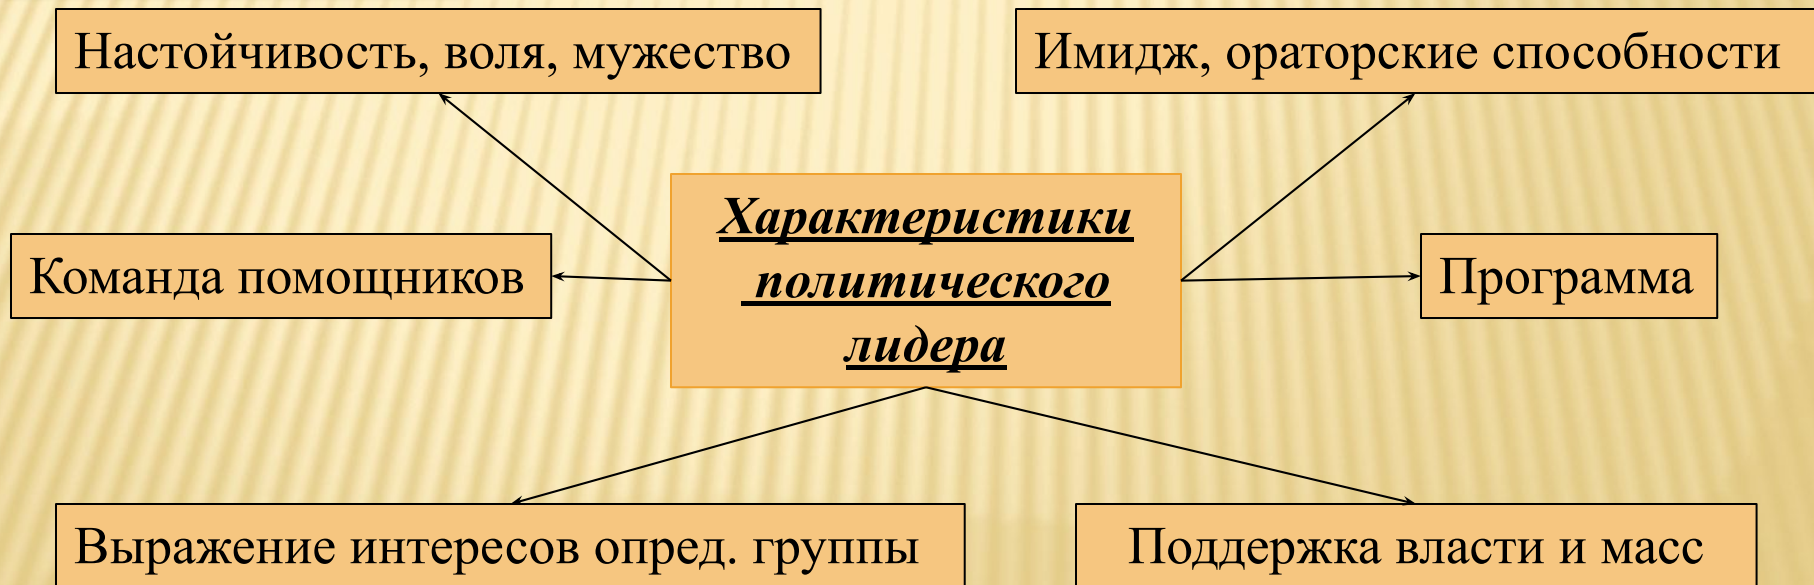 Настойчивость, воля, мужество
Имидж, ораторские способности
Характеристики
политического
лидера
Команда помощников
Программа
Выражение интересов опред. группы
Поддержка власти и масс